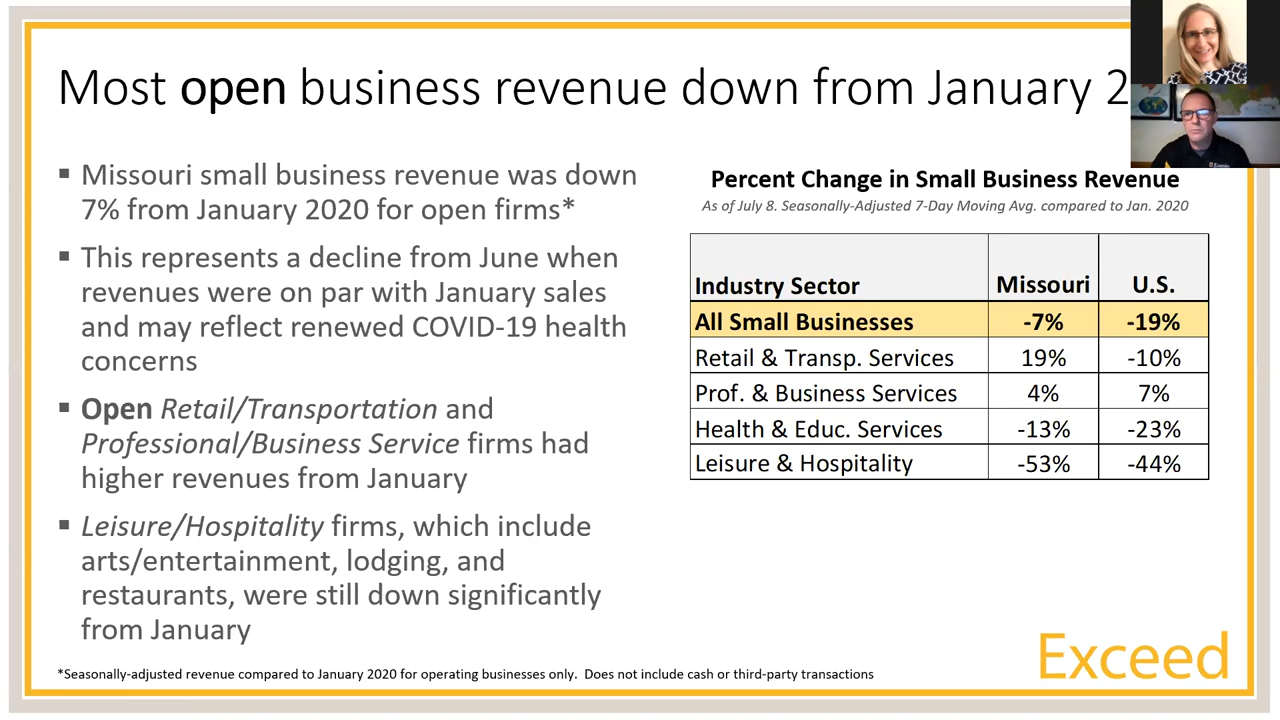 Most open business revenue down from January 2
▪ Missouri small business revenue was down
7% from January 2020 for open firms*
▪ This represents a decline from June when
revenues were on par with January sales
and may reflect renewed COVID-19 health
concerns
▪ Open Retail/Transportation and
Professional/Business Service firms had
higher revenues from January
▪ Leisure/Hospitality firms, which include
arts/entertainment, lodging, and
restaurants, were still down significantly
from January
Percent Change in Small Business Revenue
As of July 8. Seasonally-Adjusted 7-Day Moving Avg. compared to Jan. 2020
Industry Sector Missouri U.S.
All Small Businesses -7% -19%
Retail & Transp. Services 19% -10%
Prof. & Business Services 4% 7%
Health & Educ. Services -13% -23%
Leisure & Hospitality -53% -44%
*Seasonally-adjusted revenue compared to January 2020 for operating businesses only. Does not include cash or third-party transactions
Exceed